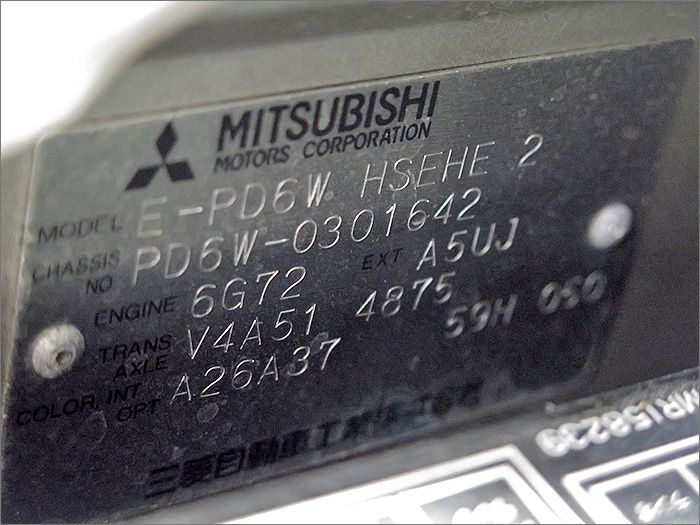 MITSUBISHI
MOTORS CORPORATION
MODEL E-PD6W HSEHE 2
CHASSIS NO PD6W-0301642
ENGINE 6G72 EXT A5UJ
TRANS AXLE V4A51 4875
COLOR, INT OPT A26A37 59H 0S0
三菱自動車工業株式会社
MR158239